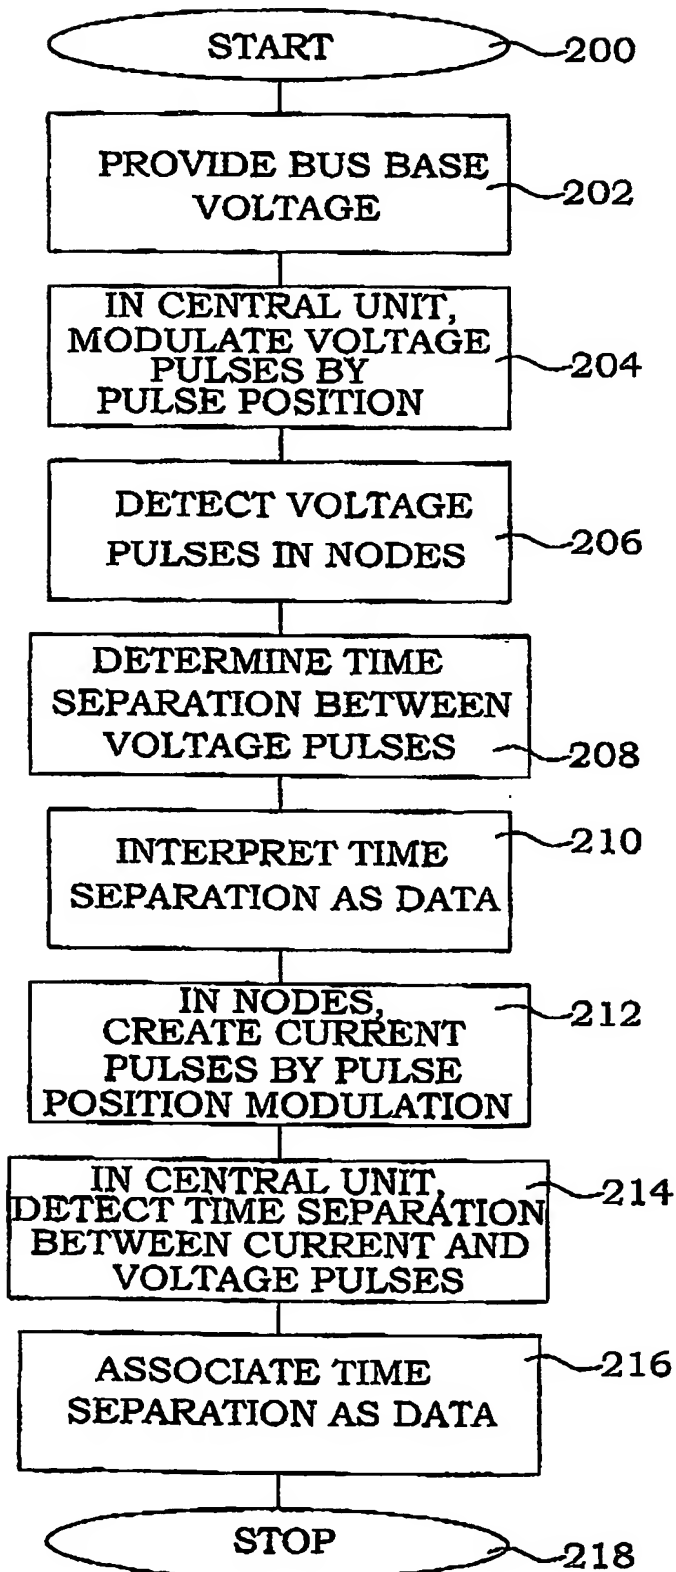 START
200
PROVIDE BUS BASE
VOLTAGE
202
IN CENTRAL UNIT,
MODULATE VOLTAGE
PULSES BY
PULSE POSITION
204
DETECT VOLTAGE
PULSES IN NODES
206
DETERMINE TIME
SEPARATION BETWEEN
VOLTAGE PULSES
208
INTERPRET TIME
SEPARATION AS DATA
210
IN NODES,
CREATE CURRENT
PULSES BY PULSE
POSITION MODULATION
212
IN CENTRAL UNIT,
DETECT TIME SEPARATION
BETWEEN CURRENT AND
VOLTAGE PULSES
214
ASSOCIATE TIME
SEPARATION AS DATA
216
STOP
218